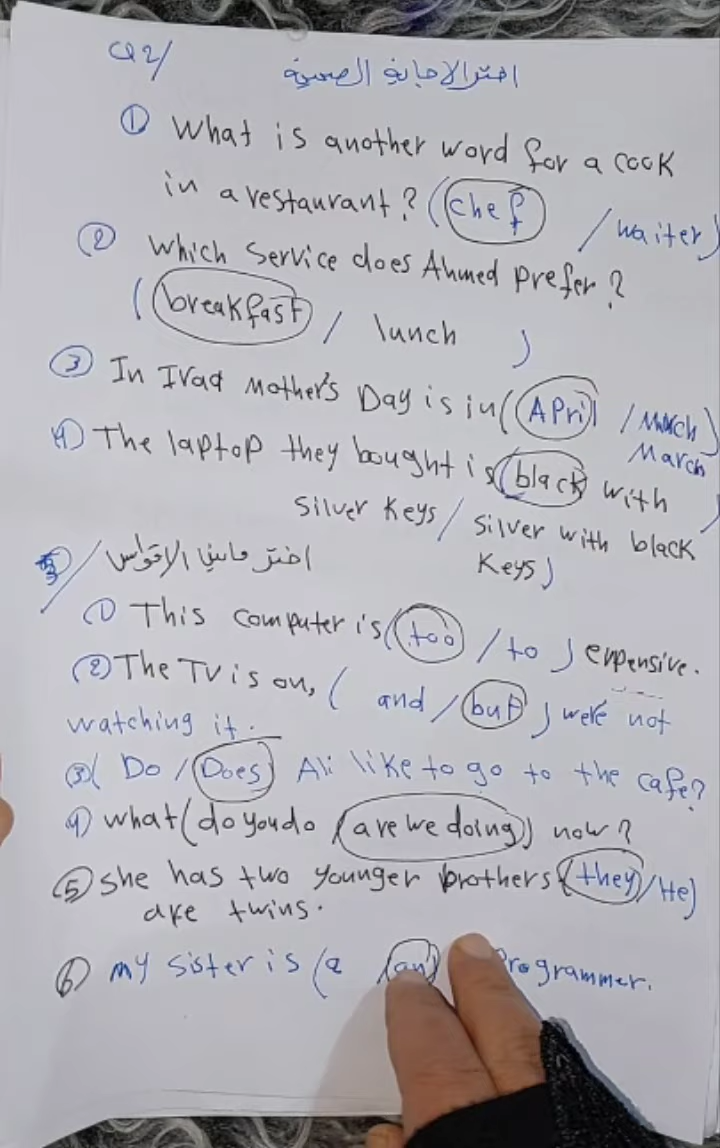 Q2/ اختر الاجابة الصحيحة
① What is another word for a cook
in a restaurant? (chef / waiter)
② which service does Ahmed prefer?
(breakfast / lunch)
③ In Iraq Mother's Day is in (April / March)
March
4) The laptop they bought is (black with
silver keys / silver with black
keys)
3/ اختر مابين الاقواس
① This computer is (too / to) expensive.
② The TV is on, (and / but) we're not
watching it.
③ (Do / Does) Ali like to go to the cafe?
4) what (do you do / are we doing) now?
⑤ she has two younger brothers (they / He)
are twins.
⑥ my sister is (a / an) Programmer.